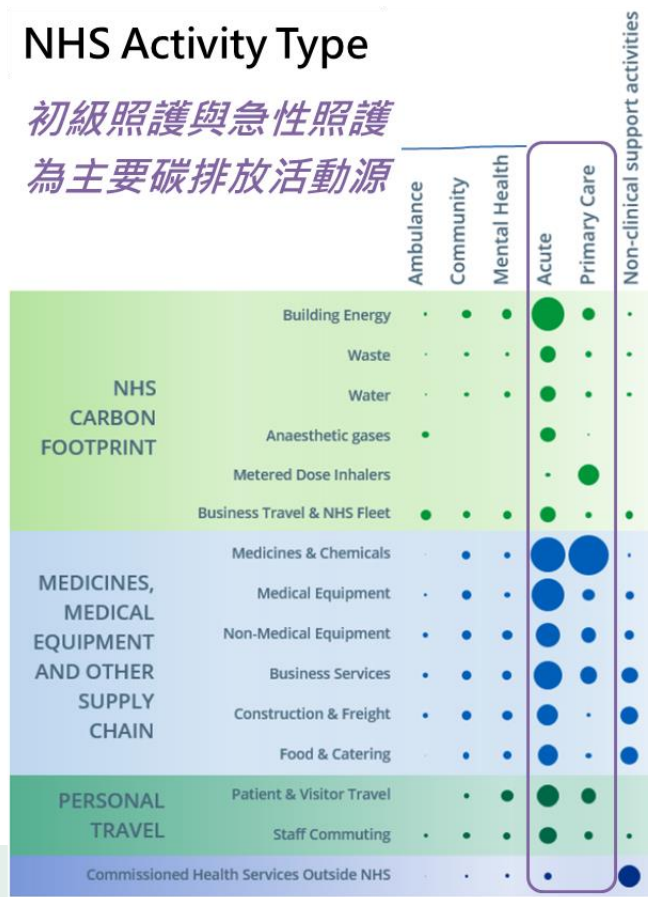 NHS Activity Type
初級照護與急性照護
為主要碳排放活動源
Ambulance
Community
Mental Health
Acute
Primary Care
Non-clinical support activities
NHS
CARBON
FOOTPRINT
Building Energy
Waste
Water
Anaesthetic gases
Metered Dose Inhalers
Business Travel & NHS Fleet
MEDICINES,
MEDICAL
EQUIPMENT
AND OTHER
SUPPLY
CHAIN
Medicines & Chemicals
Medical Equipment
Non-Medical Equipment
Business Services
Construction & Freight
Food & Catering
PERSONAL
TRAVEL
Patient & Visitor Travel
Staff Commuting
Commissioned Health Services Outside NHS